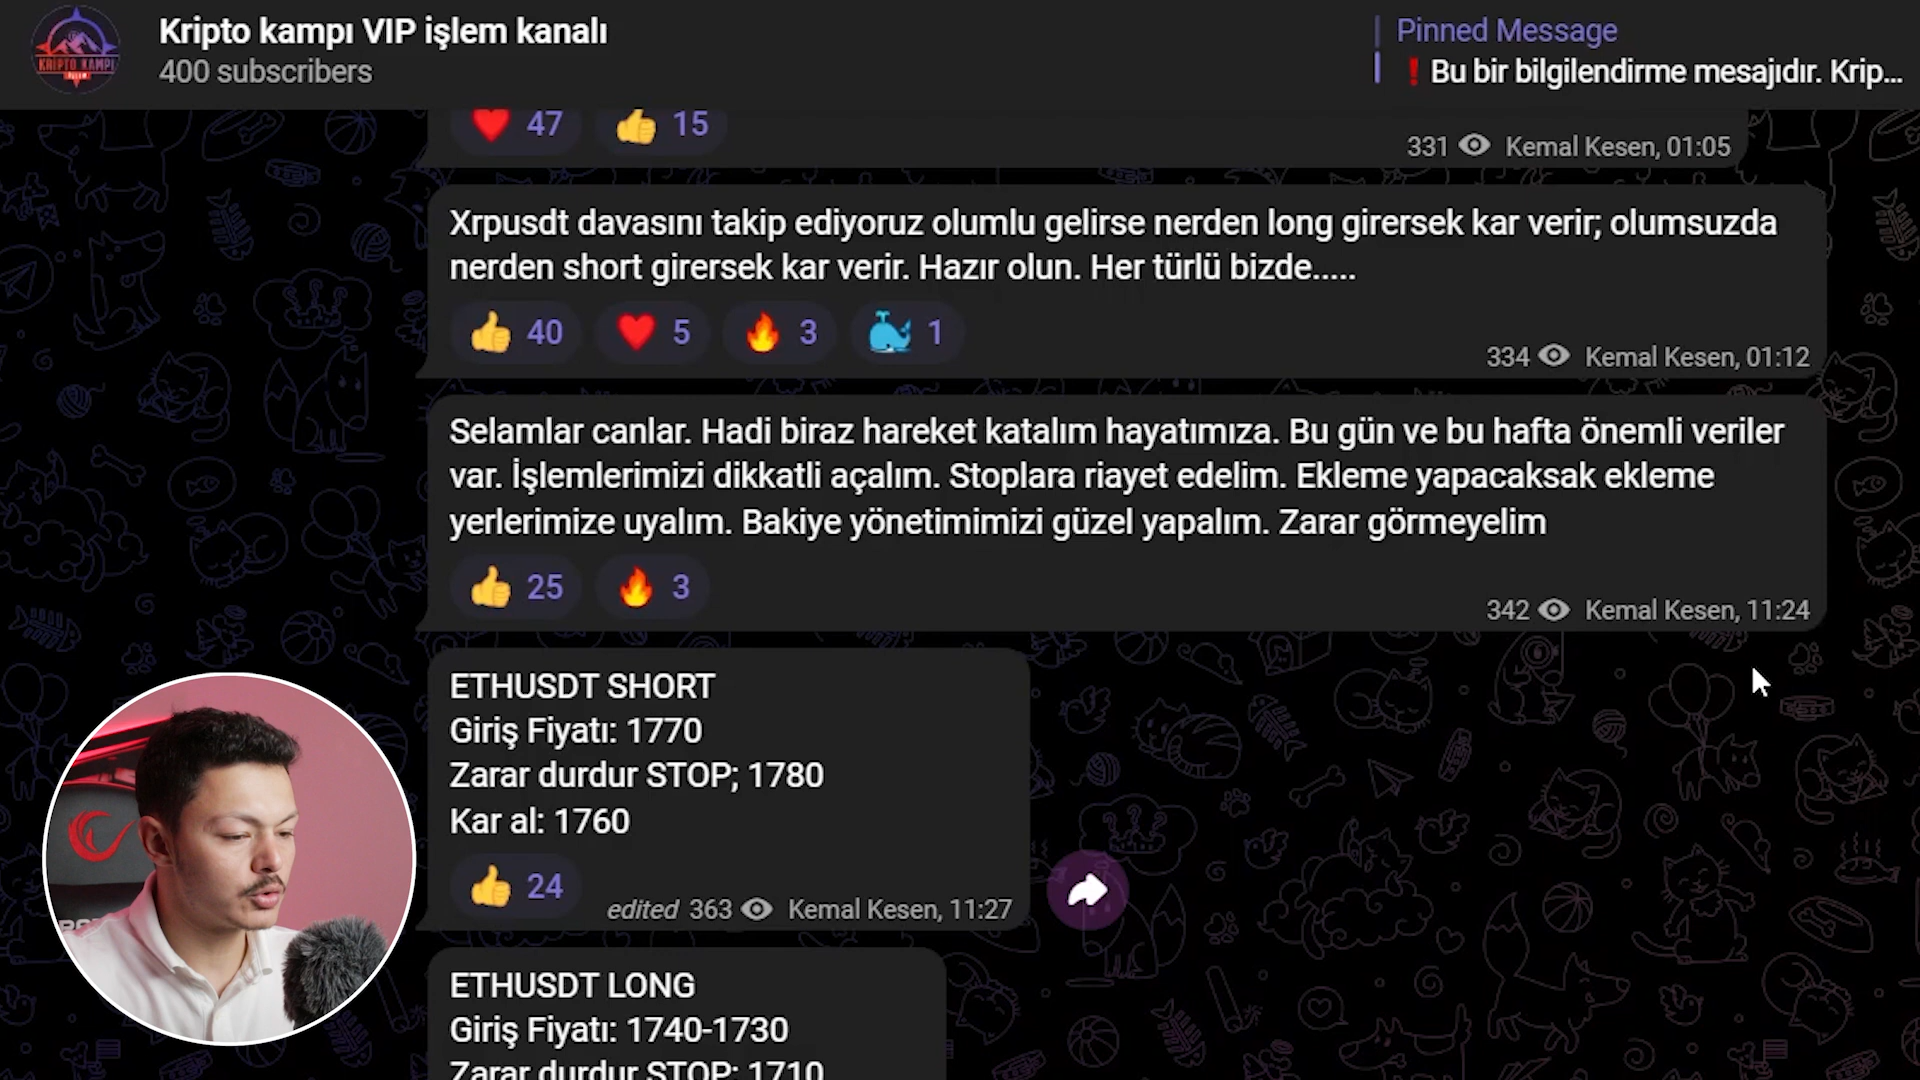 Kripto kampı VIP işlem kanalı
400 subscribers
Pinned Message
❗ Bu bir bilgilendirme mesajıdır. Krip...
KRIPTO KAMPI
❤️ 47 👍 15
331 Kemal Kesen, 01:05
Xrpusdt davasını takip ediyoruz olumlu gelirse nerden long girersek kar verir; olumsuzda
nerden short girersek kar verir. Hazır olun. Her türlü bizde.....
👍 40 ❤️ 5 🔥 3 🐳 1
334 Kemal Kesen, 01:12
Selamlar canlar. Hadi biraz hareket katalım hayatımıza. Bu gün ve bu hafta önemli veriler
var. İşlemlerimizi dikkatli açalım. Stoplara riayet edelim. Ekleme yapacaksak ekleme
yerlerimize uyalım. Bakiye yönetimimizi güzel yapalım. Zarar görmeyelim
👍 25 🔥 3
342 Kemal Kesen, 11:24
ETHUSDT SHORT
Giriş Fiyatı: 1770
Zarar durdur STOP; 1780
Kar al: 1760
👍 24
edited 363 Kemal Kesen, 11:27
ETHUSDT LONG
Giriş Fiyatı: 1740-1730
Zarar durdur STOP: 1710